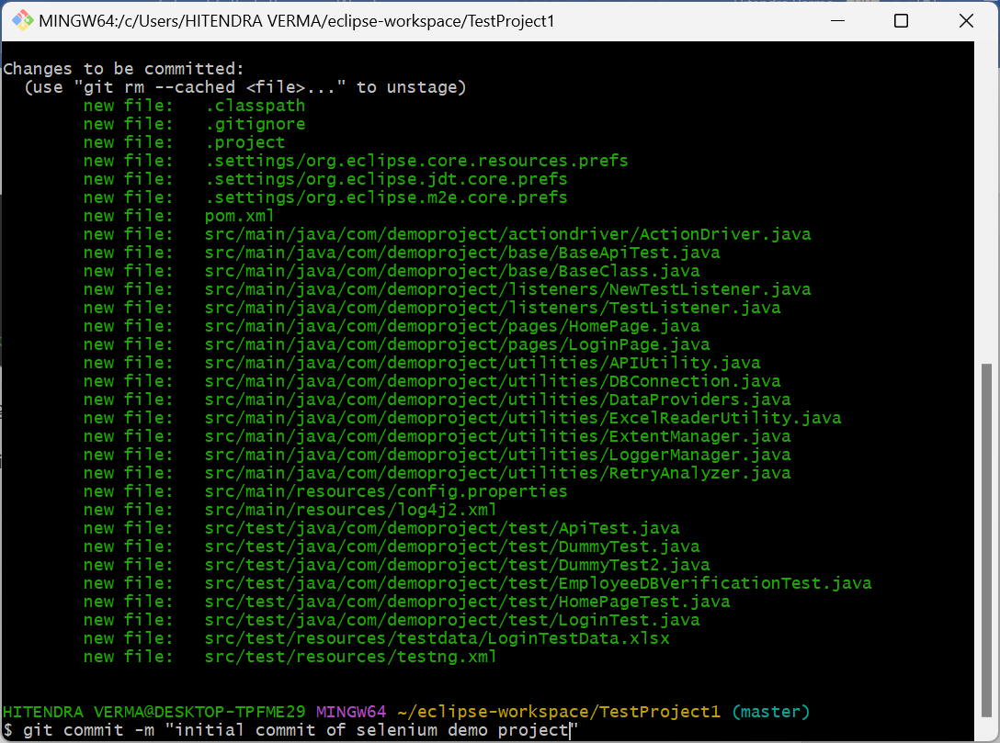 MINGW64:/c/Users/HITENDRA VERMA/eclipse-workspace/TestProject1
Changes to be committed:
  (use "git rm --cached <file>..." to unstage)
        new file:   .classpath
        new file:   .gitignore
        new file:   .project
        new file:   .settings/org.eclipse.core.resources.prefs
        new file:   .settings/org.eclipse.jdt.core.prefs
        new file:   .settings/org.eclipse.m2e.core.prefs
        new file:   pom.xml
        new file:   src/main/java/com/demoproject/actiondriver/ActionDriver.java
        new file:   src/main/java/com/demoproject/base/BaseApiTest.java
        new file:   src/main/java/com/demoproject/base/BaseClass.java
        new file:   src/main/java/com/demoproject/listeners/NewTestListener.java
        new file:   src/main/java/com/demoproject/listeners/TestListener.java
        new file:   src/main/java/com/demoproject/pages/HomePage.java
        new file:   src/main/java/com/demoproject/pages/LoginPage.java
        new file:   src/main/java/com/demoproject/utilities/APIUtility.java
        new file:   src/main/java/com/demoproject/utilities/DBConnection.java
        new file:   src/main/java/com/demoproject/utilities/DataProviders.java
        new file:   src/main/java/com/demoproject/utilities/ExcelReaderUtility.java
        new file:   src/main/java/com/demoproject/utilities/ExtentManager.java
        new file:   src/main/java/com/demoproject/utilities/LoggerManager.java
        new file:   src/main/java/com/demoproject/utilities/RetryAnalyzer.java
        new file:   src/main/resources/config.properties
        new file:   src/main/resources/log4j2.xml
        new file:   src/test/java/com/demoproject/test/ApiTest.java
        new file:   src/test/java/com/demoproject/test/DummyTest.java
        new file:   src/test/java/com/demoproject/test/DummyTest2.java
        new file:   src/test/java/com/demoproject/test/EmployeeDBVerificationTest.java
        new file:   src/test/java/com/demoproject/test/HomePageTest.java
        new file:   src/test/java/com/demoproject/test/LoginTest.java
        new file:   src/test/resources/testdata/LoginTestData.xlsx
        new file:   src/test/resources/testng.xml
HITENDRA VERMA@DESKTOP-TPFME29 MINGW64 ~/eclipse-workspace/TestProject1 (master)
$ git commit -m "initial commit of selenium demo project"